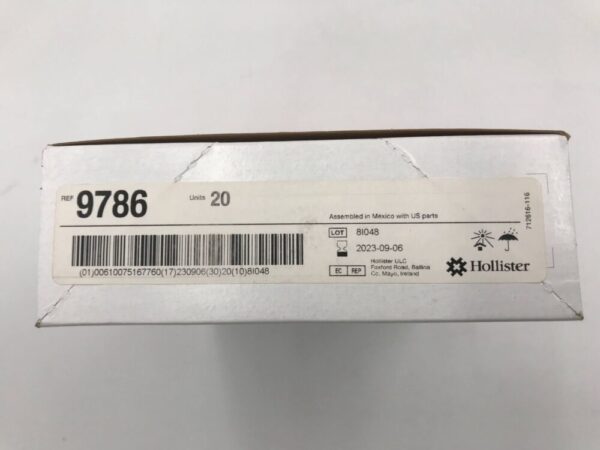 REF 9786 Units 20
Assembled in Mexico with US parts
LOT 8I048
2023-09-06
(01)00610075167760(17)230906(30)20(10)8I048
EC REP Hollister ULC
Foxford Road, Ballina
Co. Mayo, Ireland
Hollister
712616-116